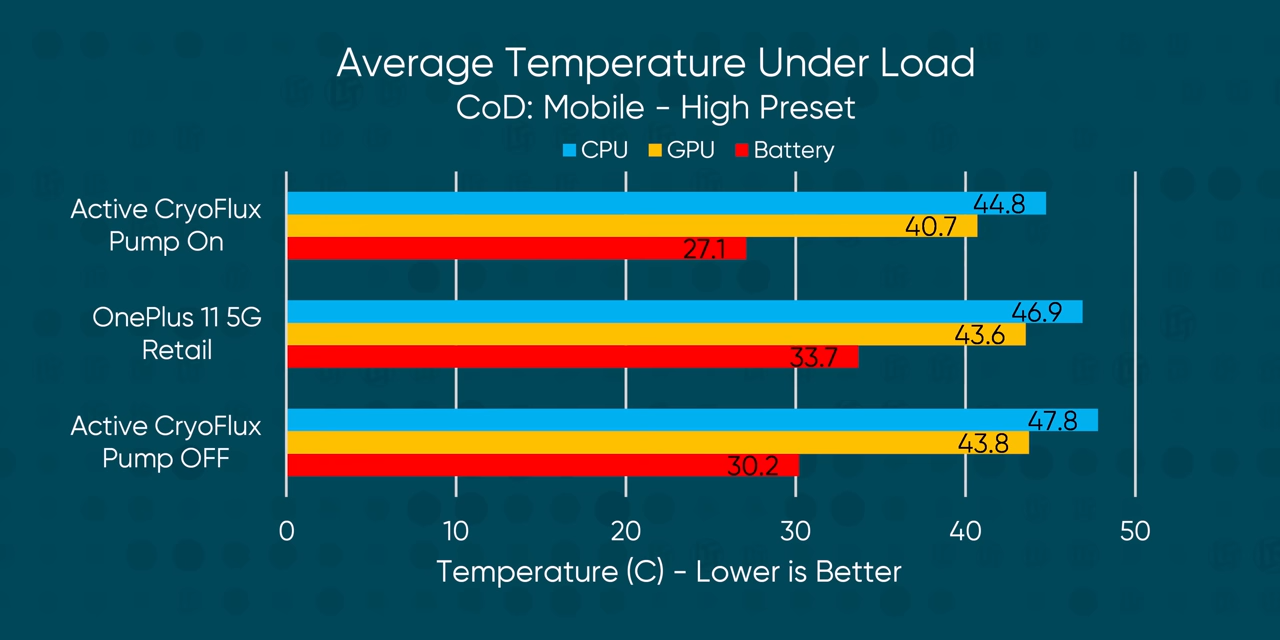 Average Temperature Under Load
CoD: Mobile - High Preset
CPU GPU Battery
Active CryoFlux
Pump On
44.8
40.7
27.1
OnePlus 11 5G
Retail
46.9
43.6
33.7
Active CryoFlux
Pump OFF
47.8
43.8
30.2
0 10 20 30 40 50
Temperature (C) - Lower is Better